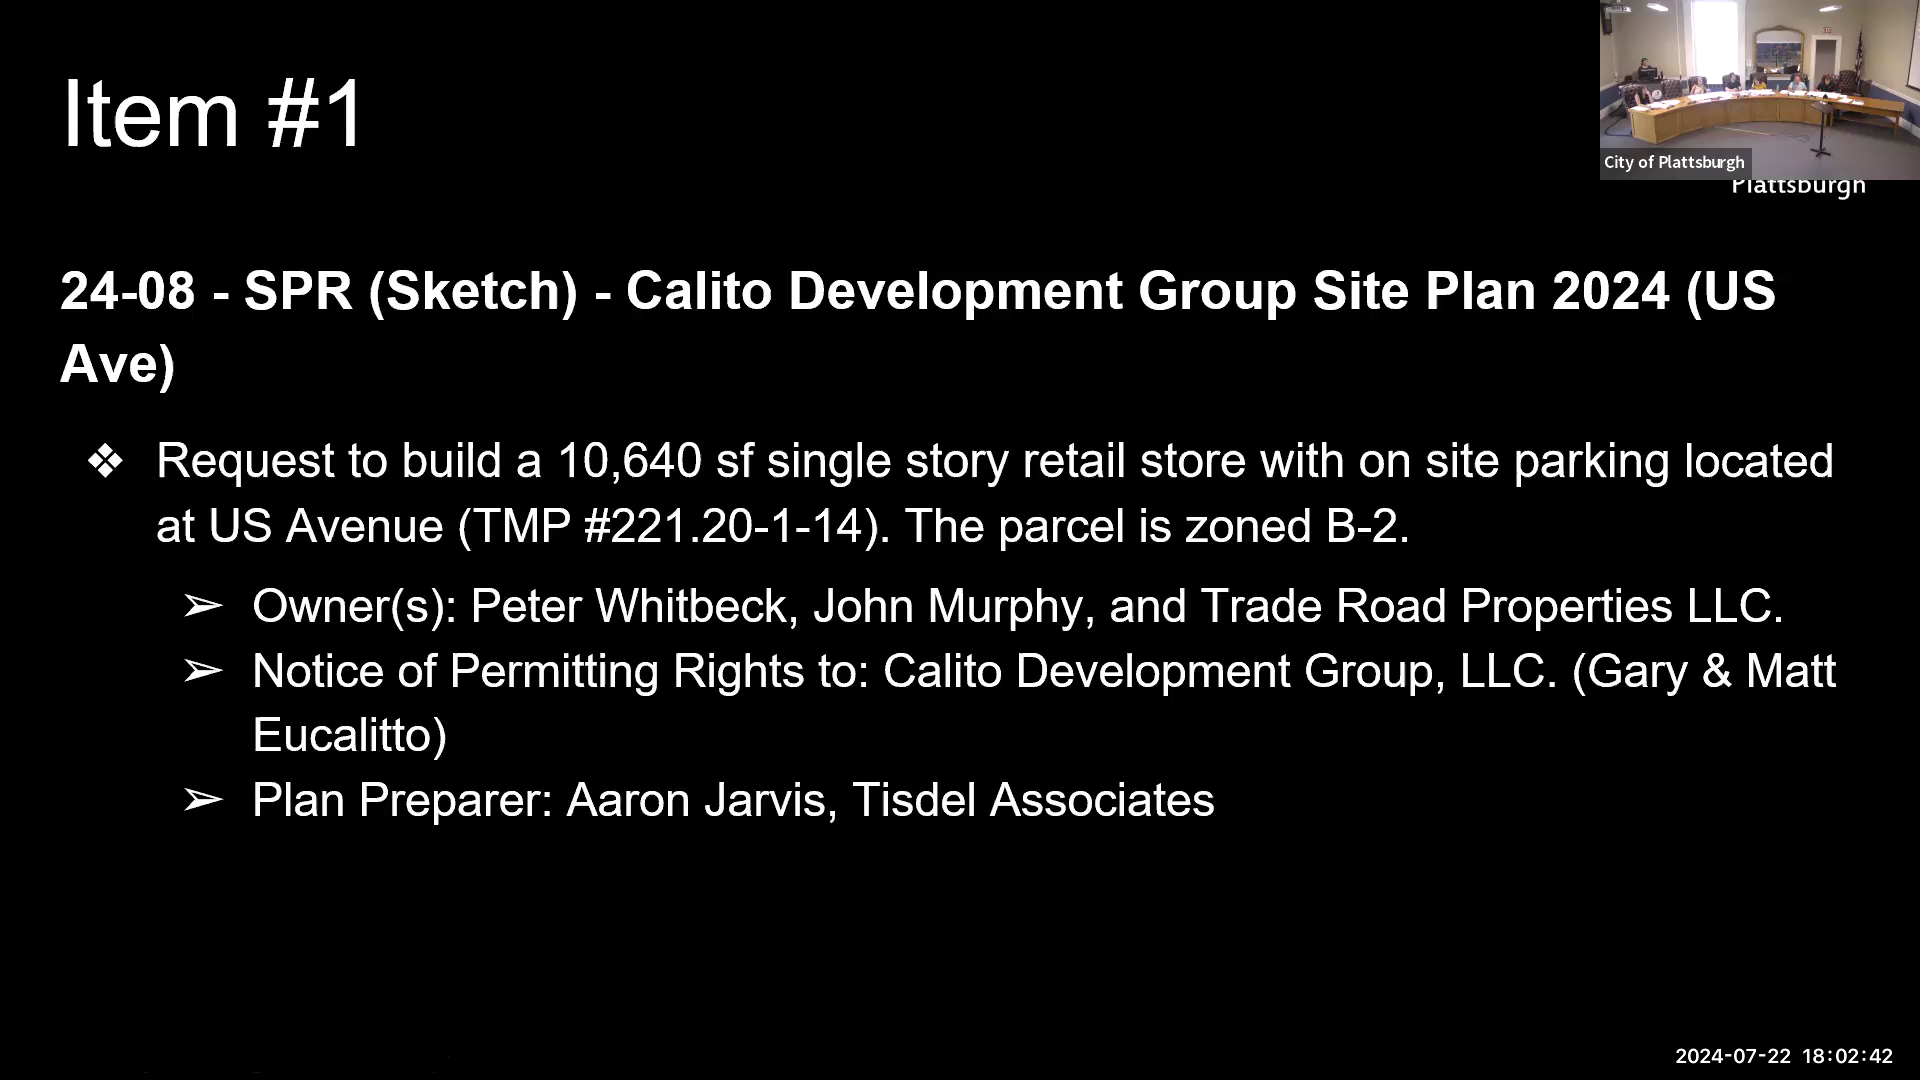 Item #1
City of Plattsburgh
Plattsburgh
24-08 - SPR (Sketch) - Calito Development Group Site Plan 2024 (US
Ave)
❖ Request to build a 10,640 sf single story retail store with on site parking located
at US Avenue (TMP #221.20-1-14). The parcel is zoned B-2.
➢ Owner(s): Peter Whitbeck, John Murphy, and Trade Road Properties LLC.
➢ Notice of Permitting Rights to: Calito Development Group, LLC. (Gary & Matt
Eucalitto)
➢ Plan Preparer: Aaron Jarvis, Tisdel Associates
2024-07-22 18:02:42